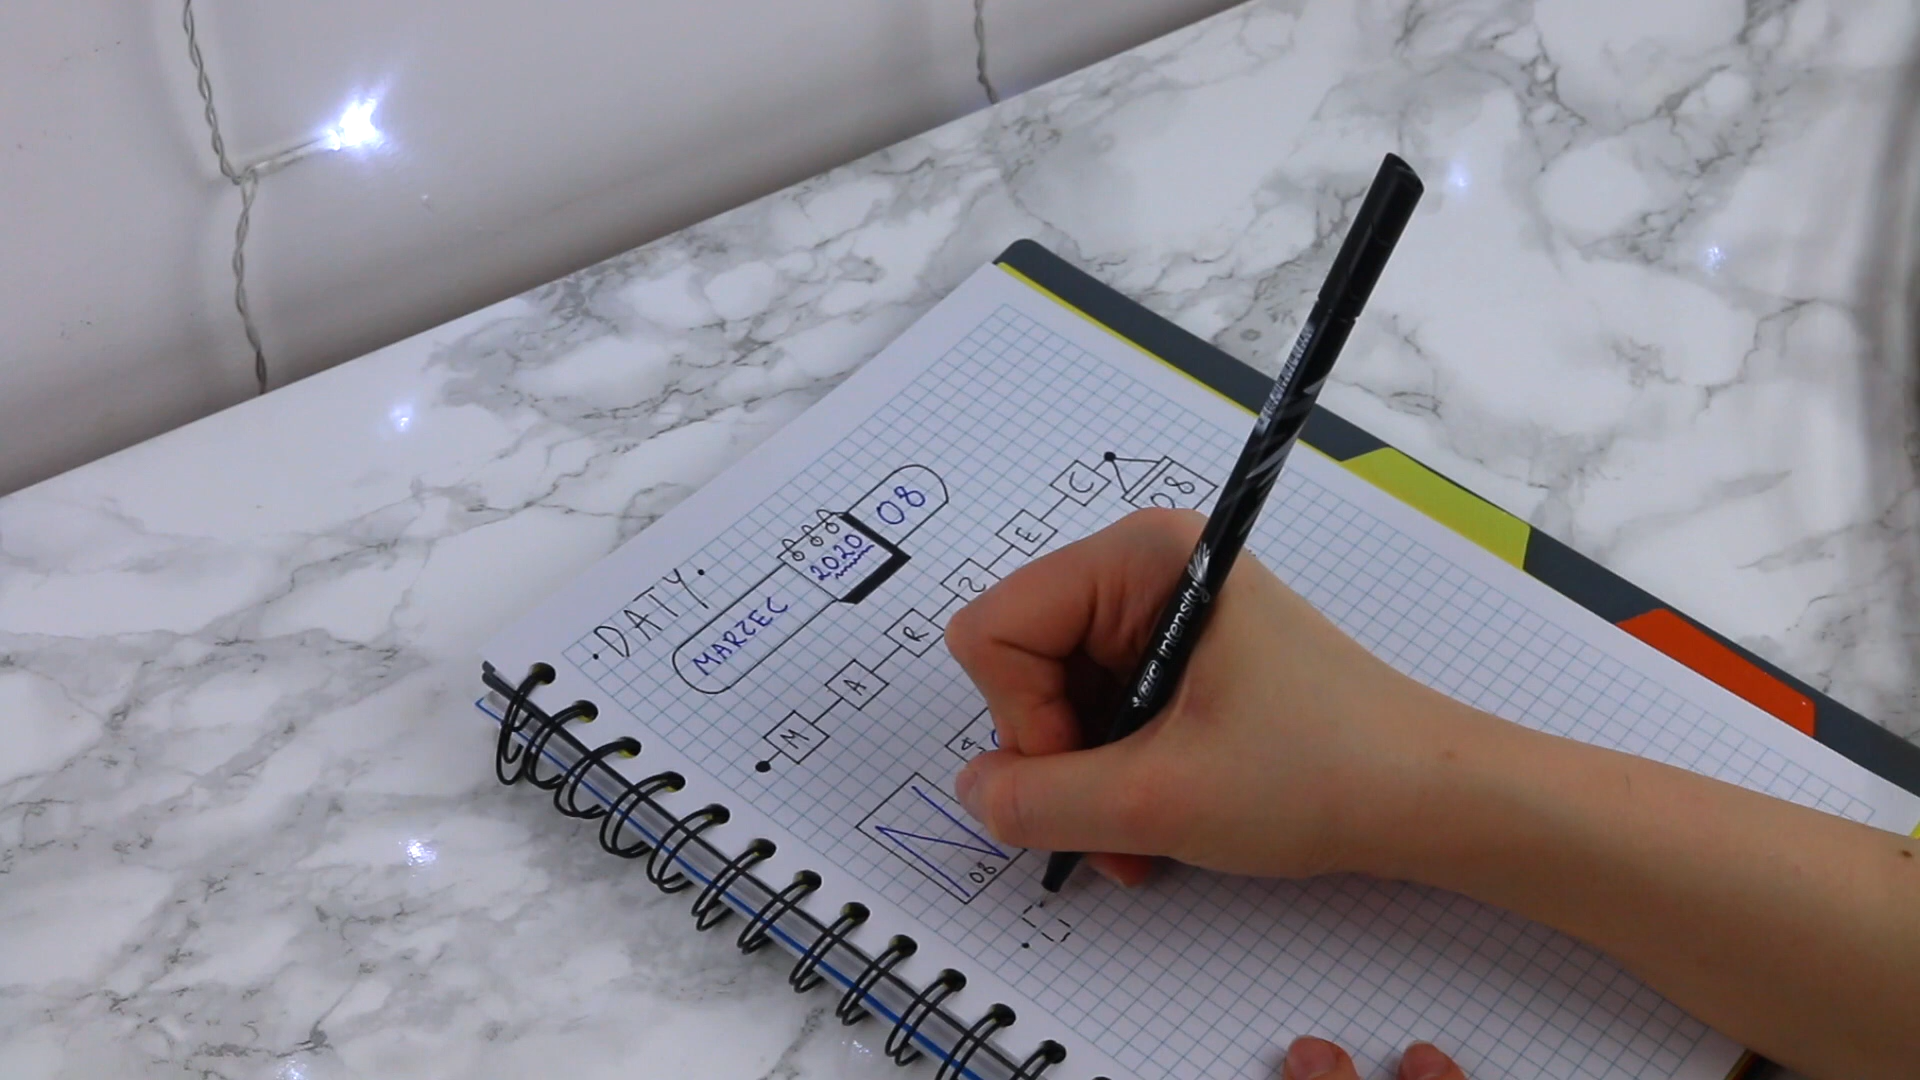 .DATY.
MARZEC 2020 08
M A R Z E C 08
N 08
BIC intensity